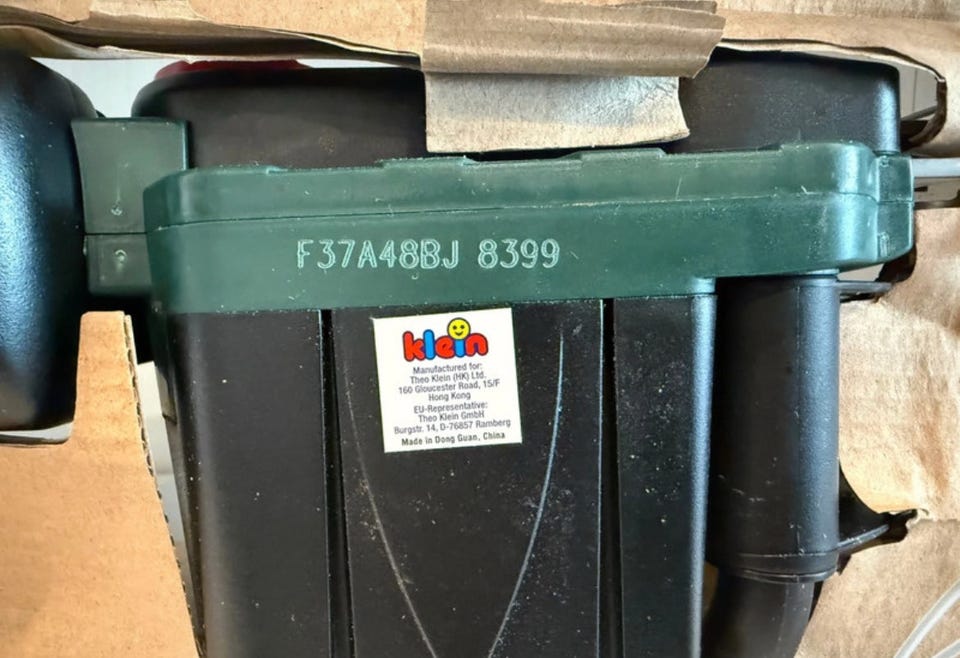 F37A48BJ 8399
klein
Manufactured for:
Theo Klein (HK) Ltd.
160 Gloucester Road, 15/F
Hong Kong
EU-Representative:
Theo Klein GmbH
Burgstr. 14, D-76857 Ramberg
Made in Dong Guan, China